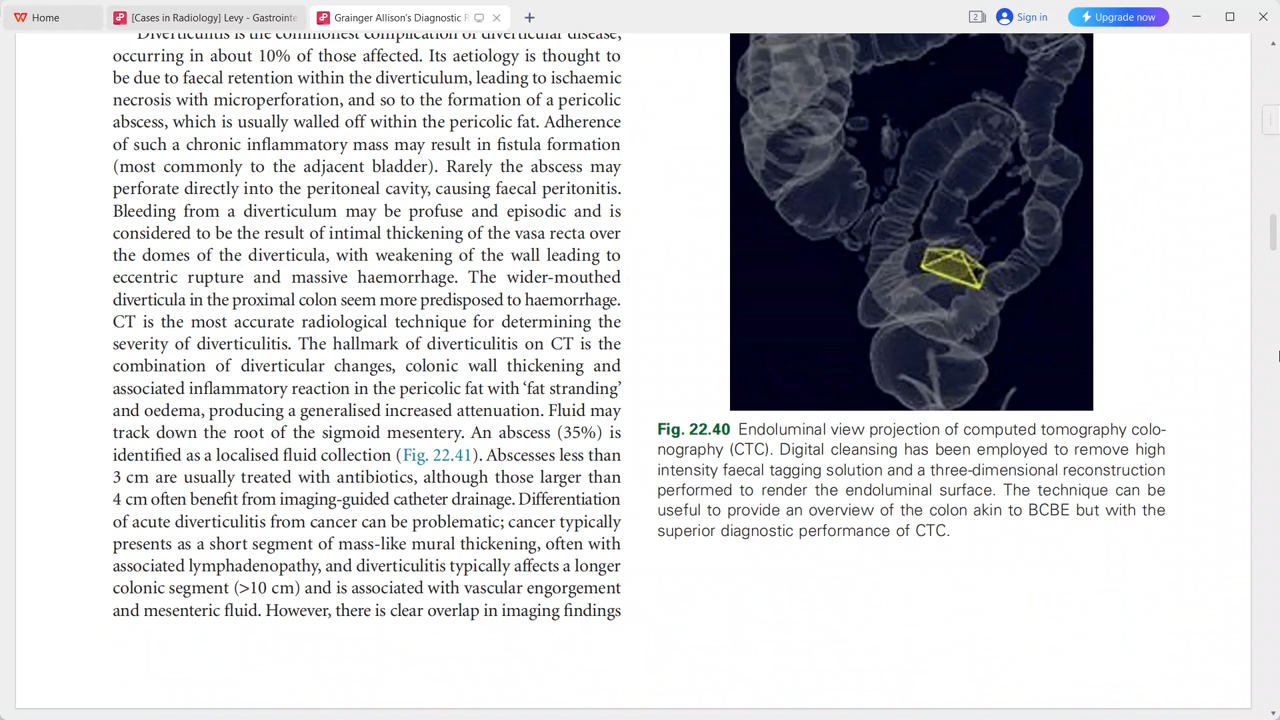 Home
[Cases in Radiology] Levy - Gastrointe
Grainger Allison's Diagnostic R
2
Sign in
Upgrade now
Diverticulitis is the commonest complication of diverticular disease,
occurring in about 10% of those affected. Its aetiology is thought to
be due to faecal retention within the diverticulum, leading to ischaemic
necrosis with microperforation, and so to the formation of a pericolic
abscess, which is usually walled off within the pericolic fat. Adherence
of such a chronic inflammatory mass may result in fistula formation
(most commonly to the adjacent bladder). Rarely the abscess may
perforate directly into the peritoneal cavity, causing faecal peritonitis.
Bleeding from a diverticulum may be profuse and episodic and is
considered to be the result of intimal thickening of the vasa recta over
the domes of the diverticula, with weakening of the wall leading to
eccentric rupture and massive haemorrhage. The wider-mouthed
diverticula in the proximal colon seem more predisposed to haemorrhage.
CT is the most accurate radiological technique for determining the
severity of diverticulitis. The hallmark of diverticulitis on CT is the
combination of diverticular changes, colonic wall thickening and
associated inflammatory reaction in the pericolic fat with ‘fat stranding’
and oedema, producing a generalised increased attenuation. Fluid may
track down the root of the sigmoid mesentery. An abscess (35%) is
identified as a localised fluid collection (Fig. 22.41). Abscesses less than
3 cm are usually treated with antibiotics, although those larger than
4 cm often benefit from imaging-guided catheter drainage. Differentiation
of acute diverticulitis from cancer can be problematic; cancer typically
presents as a short segment of mass-like mural thickening, often with
associated lymphadenopathy, and diverticulitis typically affects a longer
colonic segment (>10 cm) and is associated with vascular engorgement
and mesenteric fluid. However, there is clear overlap in imaging findings
Fig. 22.40 Endoluminal view projection of computed tomography colo-
nography (CTC). Digital cleansing has been employed to remove high
intensity faecal tagging solution and a three-dimensional reconstruction
performed to render the endoluminal surface. The technique can be
useful to provide an overview of the colon akin to BCBE but with the
superior diagnostic performance of CTC.